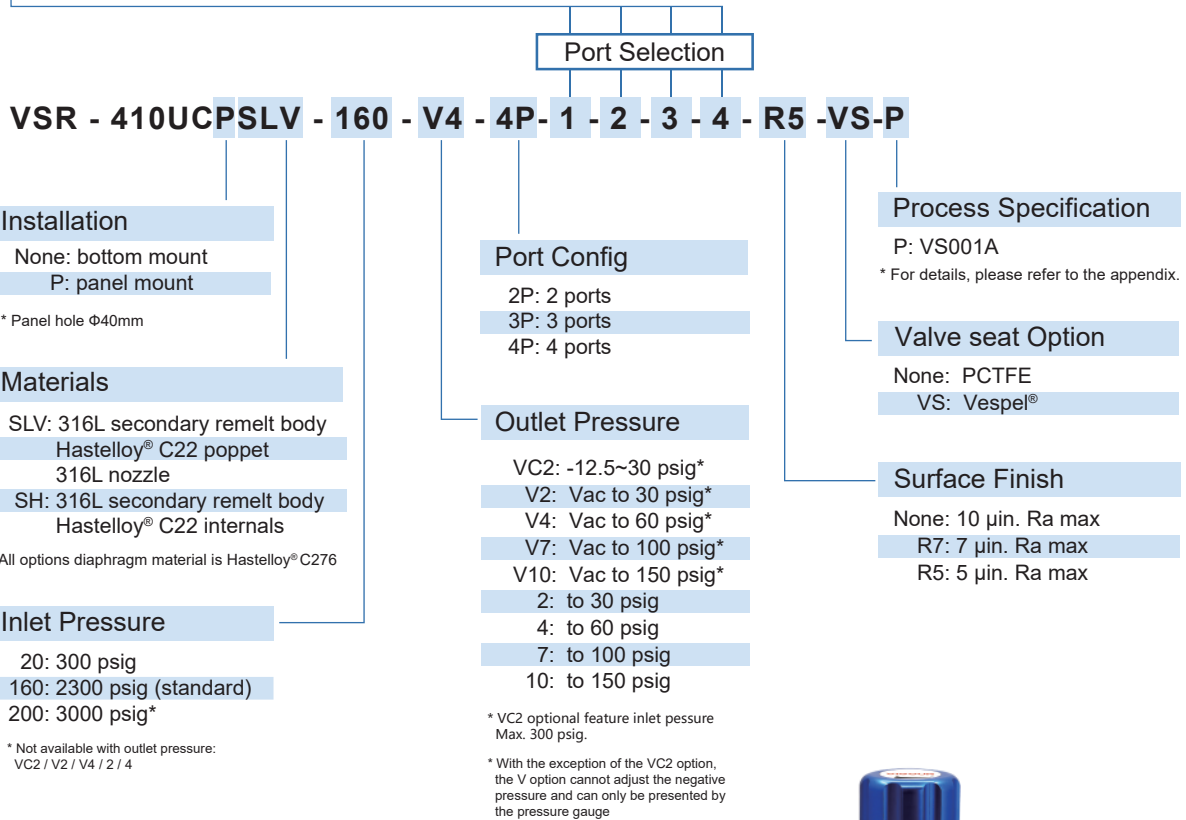 Port Selection
VSR - 410UCPSLV - 160 - V4 - 4P- 1 - 2 - 3 - 4 - R5 -VS-P
Installation
None: bottom mount
P: panel mount
* Panel hole Φ40mm
Materials
SLV: 316L secondary remelt body
Hastelloy® C22 poppet
316L nozzle
SH: 316L secondary remelt body
Hastelloy® C22 internals
All options diaphragm material is Hastelloy® C276
Inlet Pressure
20: 300 psig
160: 2300 psig (standard)
200: 3000 psig*
* Not available with outlet pressure:
VC2 / V2 / V4 / 2 / 4
Port Config
2P: 2 ports
3P: 3 ports
4P: 4 ports
Outlet Pressure
VC2: -12.5~30 psig*
V2: Vac to 30 psig*
V4: Vac to 60 psig*
V7: Vac to 100 psig*
V10: Vac to 150 psig*
2: to 30 psig
4: to 60 psig
7: to 100 psig
10: to 150 psig
* VC2 optional feature inlet pessure
Max. 300 psig.
* With the exception of the VC2 option,
the V option cannot adjust the negative
pressure and can only be presented by
the pressure gauge
Process Specification
P: VS001A
* For details, please refer to the appendix.
Valve seat Option
None: PCTFE
VS: Vespel®
Surface Finish
None: 10 µin. Ra max
R7: 7 µin. Ra max
R5: 5 µin. Ra max